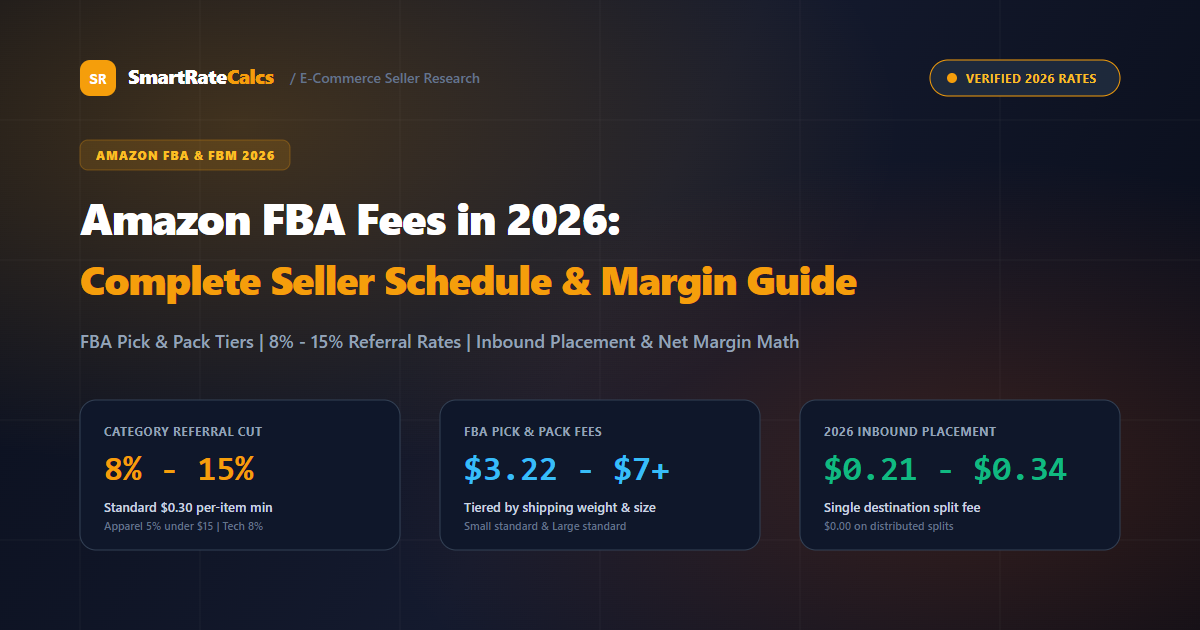 SR SmartRateCalcs / E-Commerce Seller Research
VERIFIED 2026 RATES
AMAZON FBA & FBM 2026
Amazon FBA Fees in 2026:
Complete Seller Schedule & Margin Guide
FBA Pick & Pack Tiers | 8% - 15% Referral Rates | Inbound Placement & Net Margin Math
CATEGORY REFERRAL CUT
8% - 15%
Standard $0.30 per-item min
Apparel 5% under $15 | Tech 8%
FBA PICK & PACK FEES
$3.22 - $7+
Tiered by shipping weight & size
Small standard & Large standard
2026 INBOUND PLACEMENT
$0.21 - $0.34
Single destination split fee
$0.00 on distributed splits